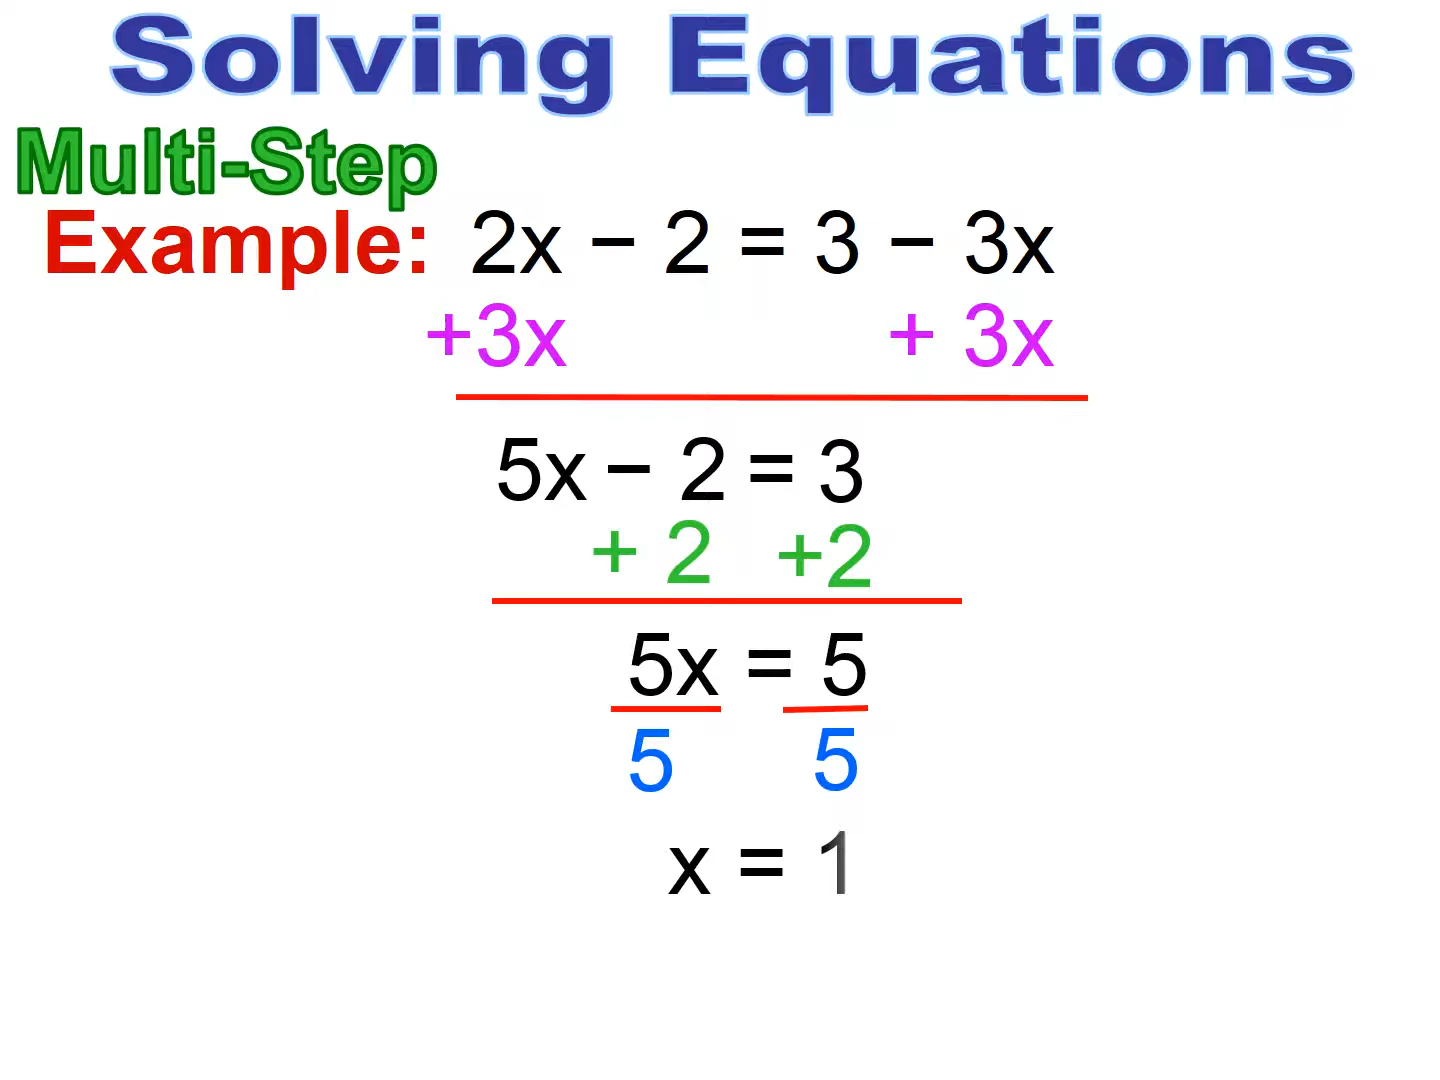 Solving Equations
Multi-Step
Example: 2x − 2 = 3 − 3x
+3x + 3x
5x − 2 = 3
+ 2 +2
5x = 5
5 5
x = 1